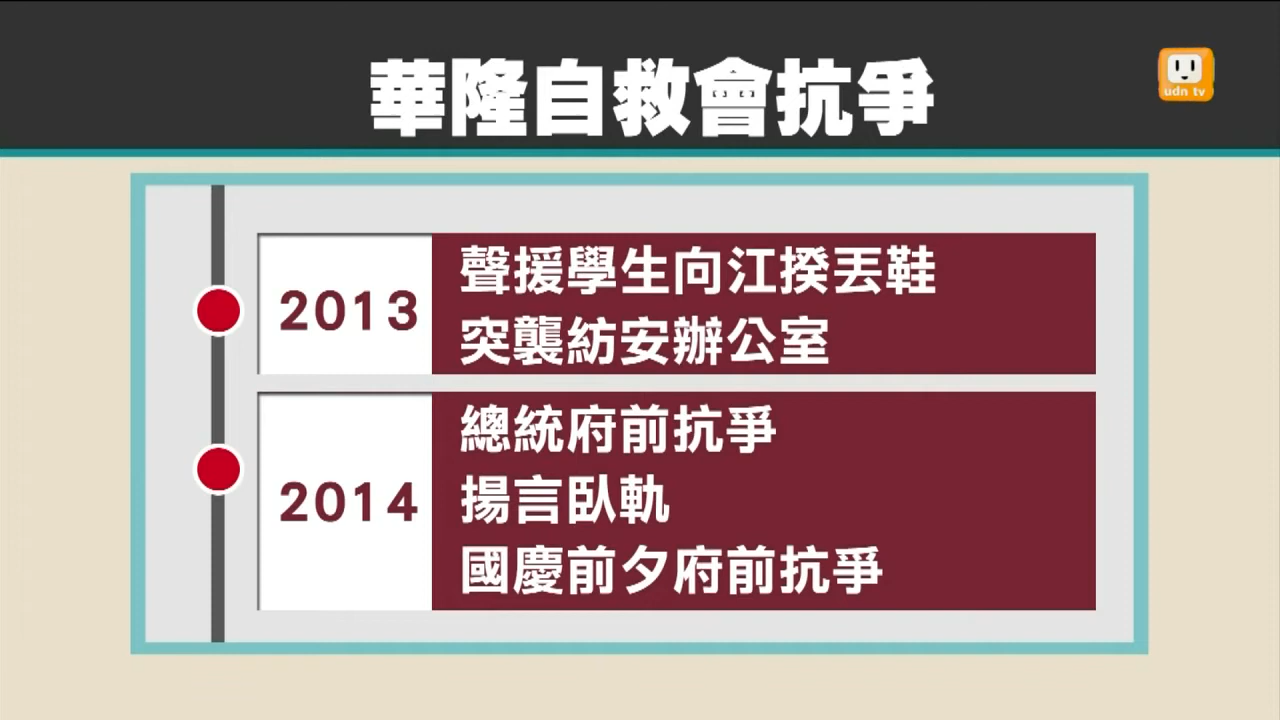 華隆自救會抗爭
udn tv
2013
聲援學生向江揆丟鞋
突襲紡安辦公室
2014
總統府前抗爭
揚言臥軌
國慶前夕府前抗爭